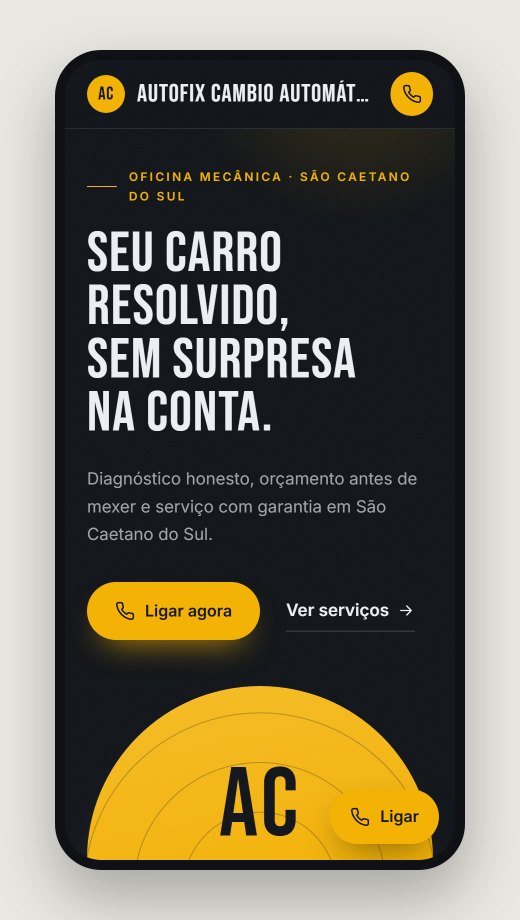 AC AUTOFIX CAMBIO AUTOMÁT...
OFICINA MECÂNICA · SÃO CAETANO
DO SUL
SEU CARRO
RESOLVIDO,
SEM SURPRESA
NA CONTA.
Diagnóstico honesto, orçamento antes de
mexer e serviço com garantia em São
Caetano do Sul.
Ligar agora
Ver serviços →
AC
Ligar